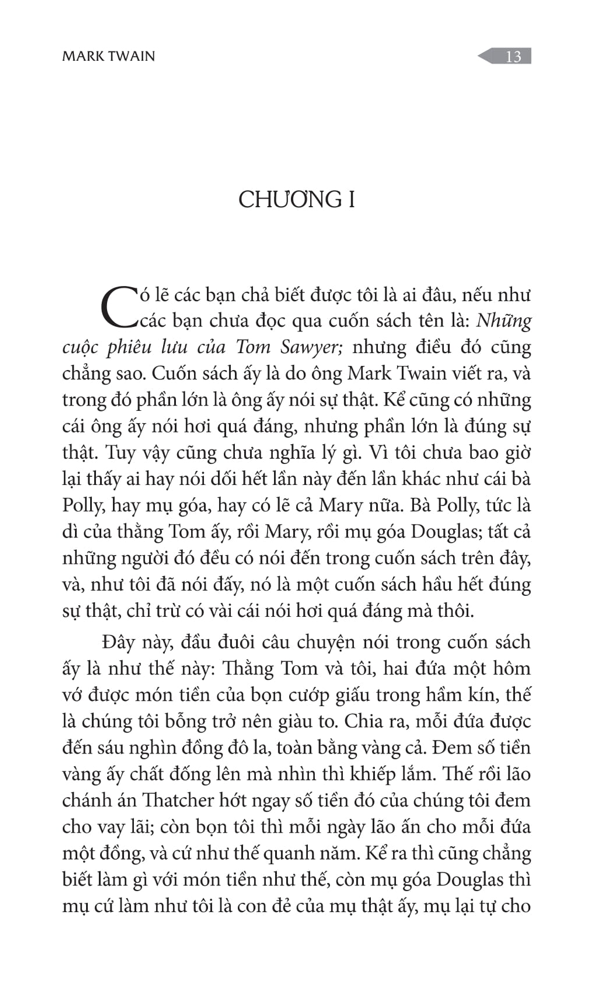 MARK TWAIN
13
CHƯƠNG I
Có lẽ các bạn chả biết được tôi là ai đâu, nếu như
các bạn chưa đọc qua cuốn sách tên là: Những
cuộc phiêu lưu của Tom Sawyer; nhưng điều đó cũng
chẳng sao. Cuốn sách ấy là do ông Mark Twain viết ra, và
trong đó phần lớn là ông ấy nói sự thật. Kể cũng có những
cái ông ấy nói hơi quá đáng, nhưng phần lớn là đúng sự
thật. Tuy vậy cũng chưa nghĩa lý gì. Vì tôi chưa bao giờ
lại thấy ai hay nói dối hết lần này đến lần khác như cái bà
Polly, hay mụ góa, hay có lẽ cả Mary nữa. Bà Polly, tức là
dì của thằng Tom ấy, rồi Mary, rồi mụ góa Douglas; tất cả
những người đó đều có nói đến trong cuốn sách trên đây,
và, như tôi đã nói đấy, nó là một cuốn sách hầu hết đúng
sự thật, chỉ trừ có vài cái nói hơi quá đáng mà thôi.
Đây này, đầu đuôi câu chuyện nói trong cuốn sách
ấy là như thế này: Thằng Tom và tôi, hai đứa một hôm
vớ được món tiền của bọn cướp giấu trong hầm kín, thế
là chúng tôi bỗng trở nên giàu to. Chia ra, mỗi đứa được
đến sáu nghìn đồng đô la, toàn bằng vàng cả. Đem số tiền
vàng ấy chất đống lên mà nhìn thì khiếp lắm. Thế rồi lão
chánh án Thatcher hớt ngay số tiền đó của chúng tôi đem
cho vay lãi; còn bọn tôi thì mỗi ngày lão ấn cho mỗi đứa
một đồng, và cứ như thế quanh năm. Kể ra thì cũng chẳng
biết làm gì với món tiền như thế, còn mụ góa Douglas thì
mụ cứ làm như tôi là con đẻ của mụ thật ấy, mụ lại tự cho